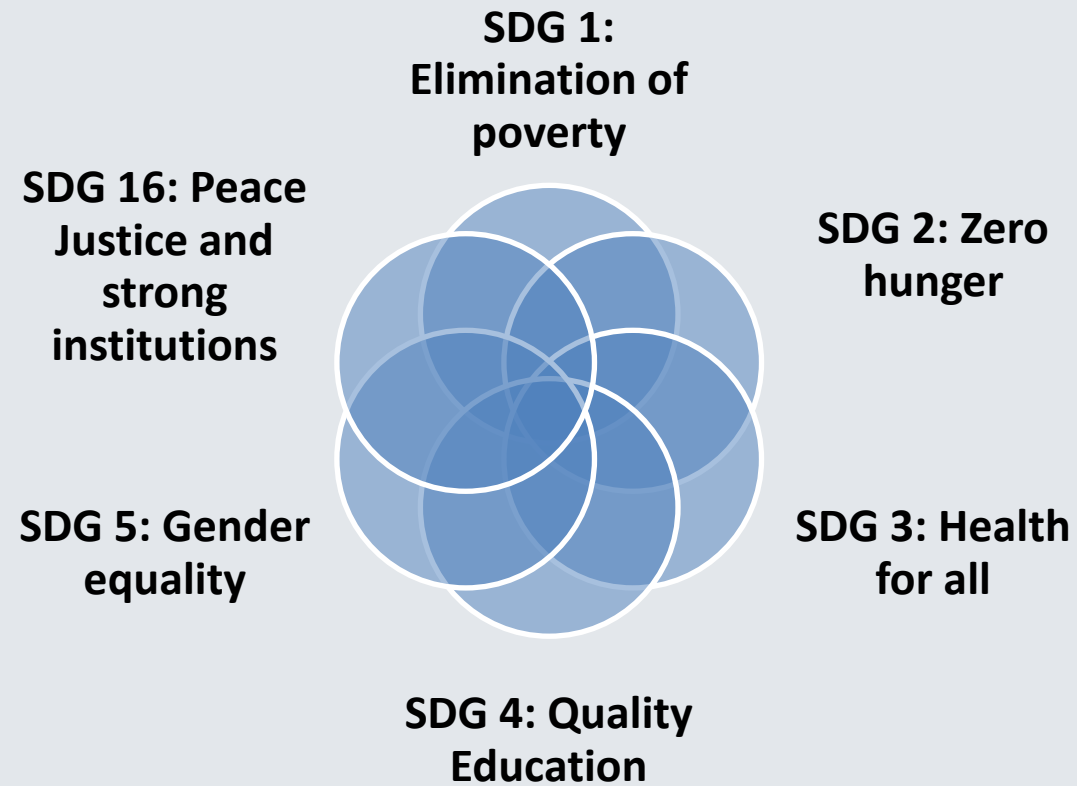 SDG 1:
Elimination of
poverty
SDG 2: Zero
hunger
SDG 3: Health
for all
SDG 4: Quality
Education
SDG 5: Gender
equality
SDG 16: Peace
Justice and
strong
institutions